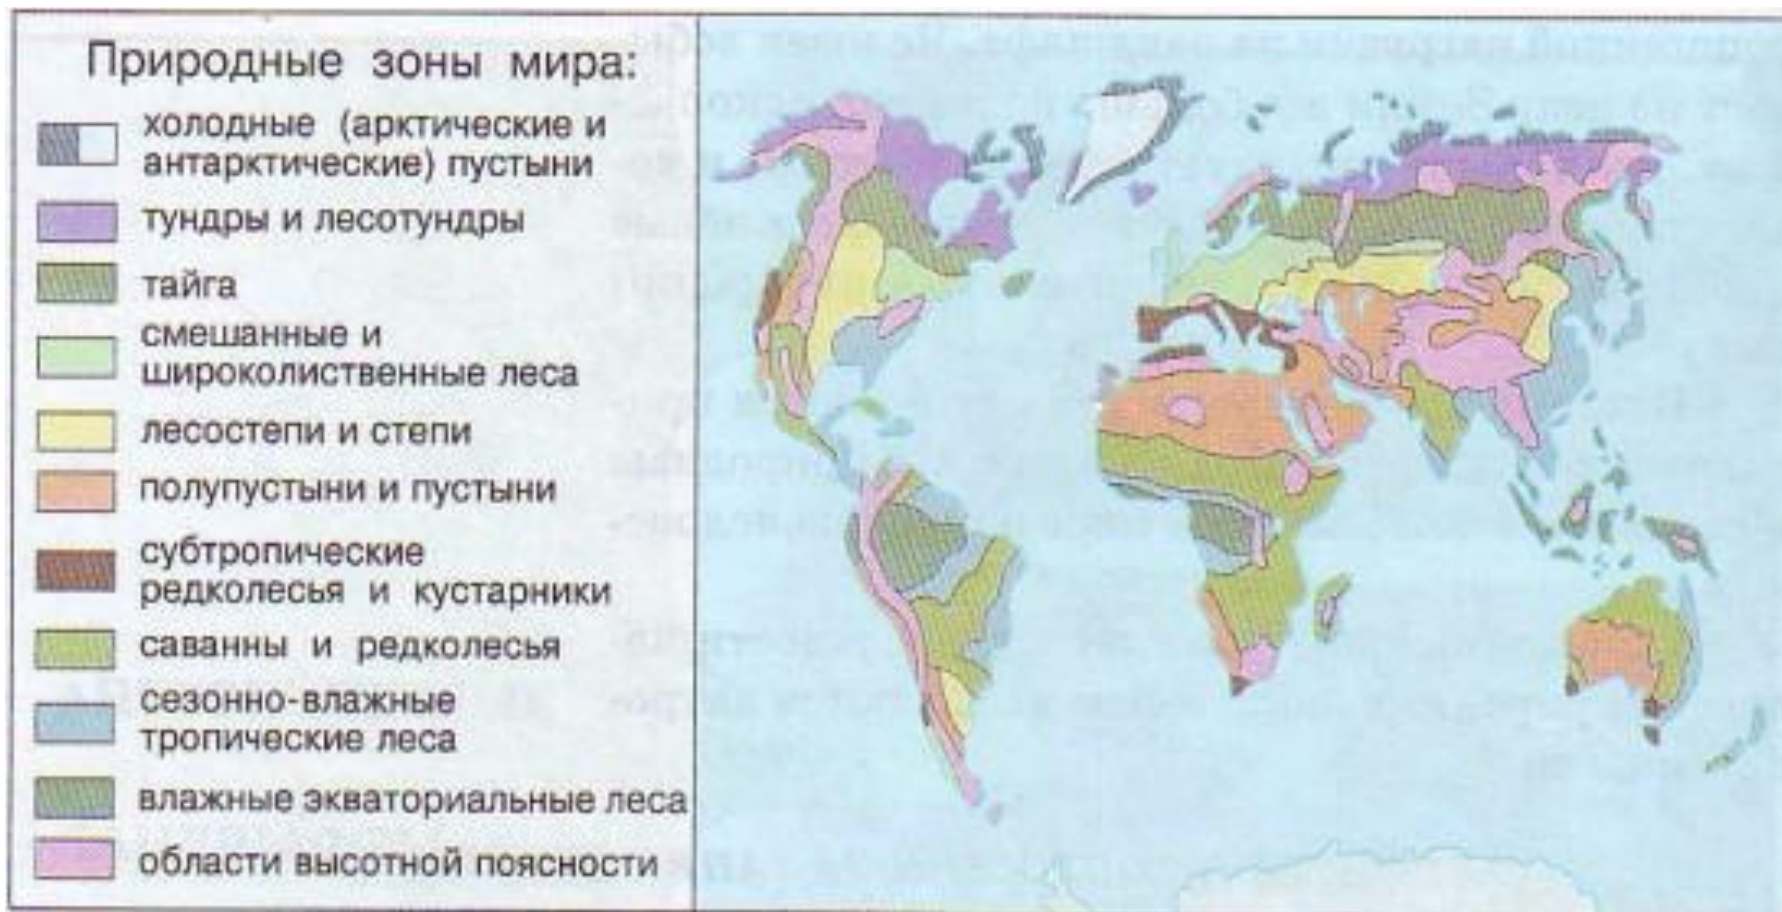 Природные зоны мира:
холодные (арктические и
антарктические) пустыни
тундры и лесотундры
тайга
смешанные и
широколиственные леса
лесостепи и степи
полупустыни и пустыни
субтропические
редколесья и кустарники
саванны и редколесья
сезонно-влажные
тропические леса
влажные экваториальные леса
области высотной поясности